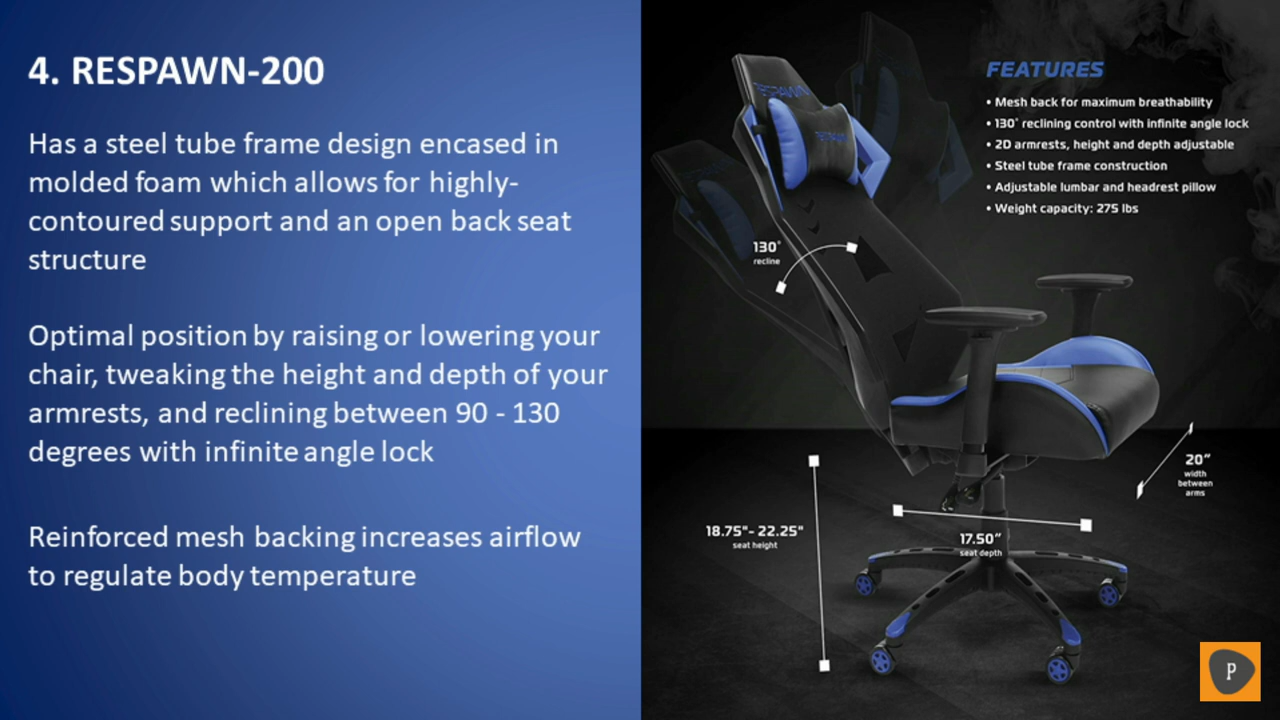 4. RESPAWN-200
Has a steel tube frame design encased in
molded foam which allows for highly-
contoured support and an open back seat
structure
Optimal position by raising or lowering your
chair, tweaking the height and depth of your
armrests, and reclining between 90 - 130
degrees with infinite angle lock
Reinforced mesh backing increases airflow
to regulate body temperature
FEATURES
• Mesh back for maximum breathability
• 130° reclining control with infinite angle lock
• 2D armrests, height and depth adjustable
• Steel tube frame construction
• Adjustable lumbar and headrest pillow
• Weight capacity: 275 lbs
RESPAWN
RESPAWN
130°
recline
20"
width
between
arms
18.75"- 22.25"
seat height
17.50"
seat depth
P